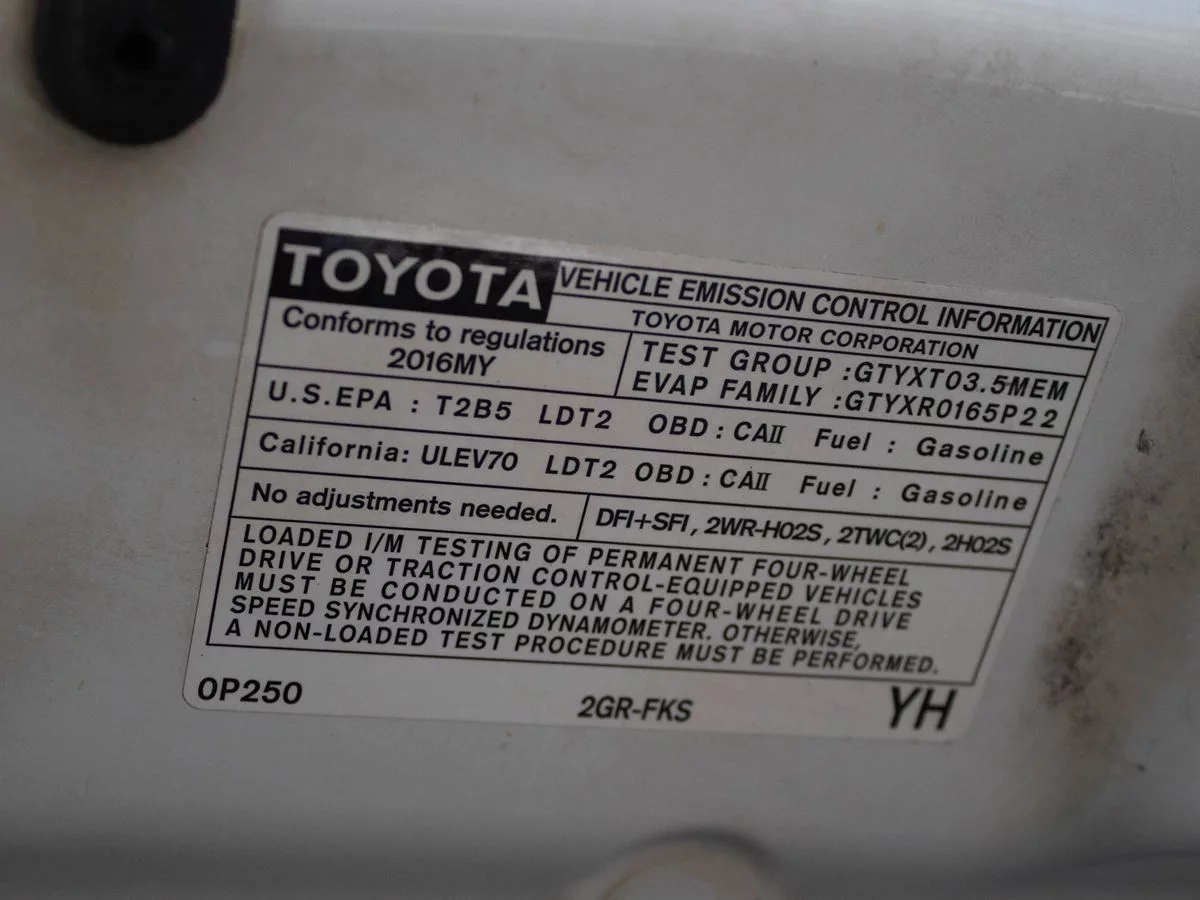 TOYOTA
VEHICLE EMISSION CONTROL INFORMATION
TOYOTA MOTOR CORPORATION
Conforms to regulations
2016MY
TEST GROUP :GTYXT03.5MEM
EVAP FAMILY :GTYXR0165P22
U.S.EPA : T2B5 LDT2 OBD : CAII Fuel : Gasoline
California: ULEV70 LDT2 OBD : CAII Fuel : Gasoline
No adjustments needed.
DFI+SFI, 2WR-HO2S, 2TWC(2), 2HO2S
LOADED I/M TESTING OF PERMANENT FOUR-WHEEL
DRIVE OR TRACTION CONTROL-EQUIPPED VEHICLES
MUST BE CONDUCTED ON A FOUR-WHEEL DRIVE
SPEED SYNCHRONIZED DYNAMOMETER. OTHERWISE,
A NON-LOADED TEST PROCEDURE MUST BE PERFORMED.
0P250
2GR-FKS
YH